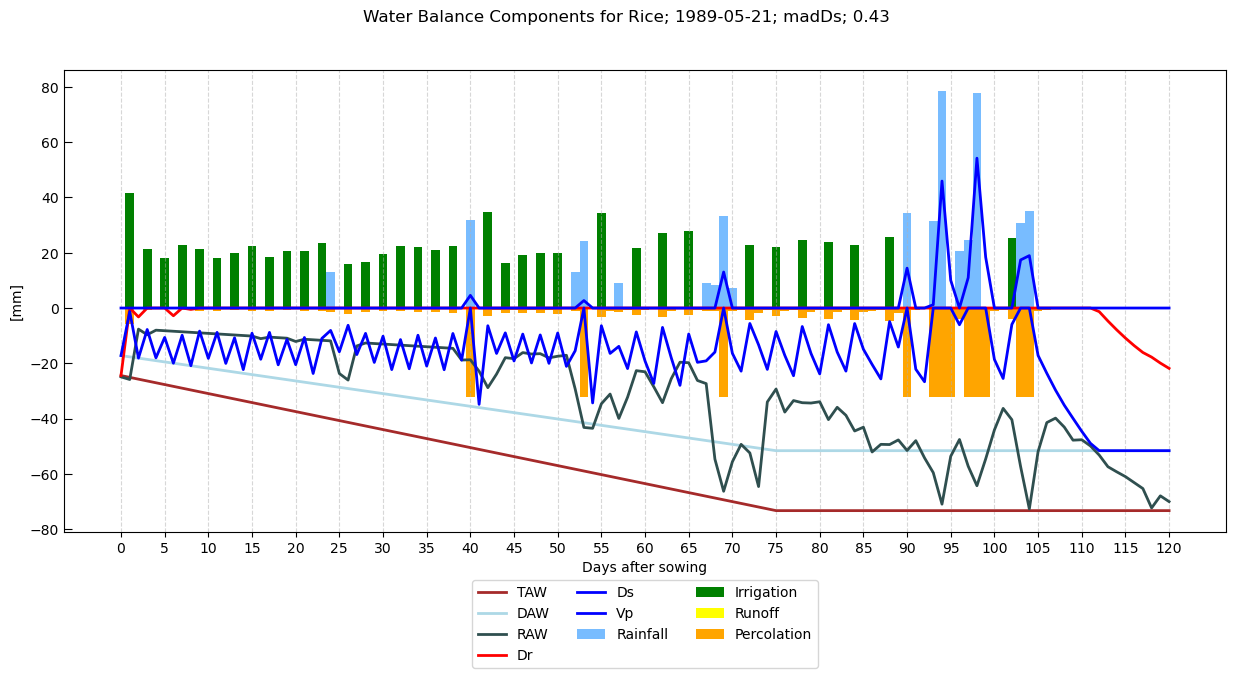 Water Balance Components for Rice; 1989-05-21; madDs; 0.43
80
60
40
20
0
−20
−40
−60
−80
[mm]
0 5 10 15 20 25 30 35 40 45 50 55 60 65 70 75 80 85 90 95 100 105 110 115 120
Days after sowing
TAW Ds Irrigation
DAW Vp Runoff
RAW Rainfall Percolation
Dr